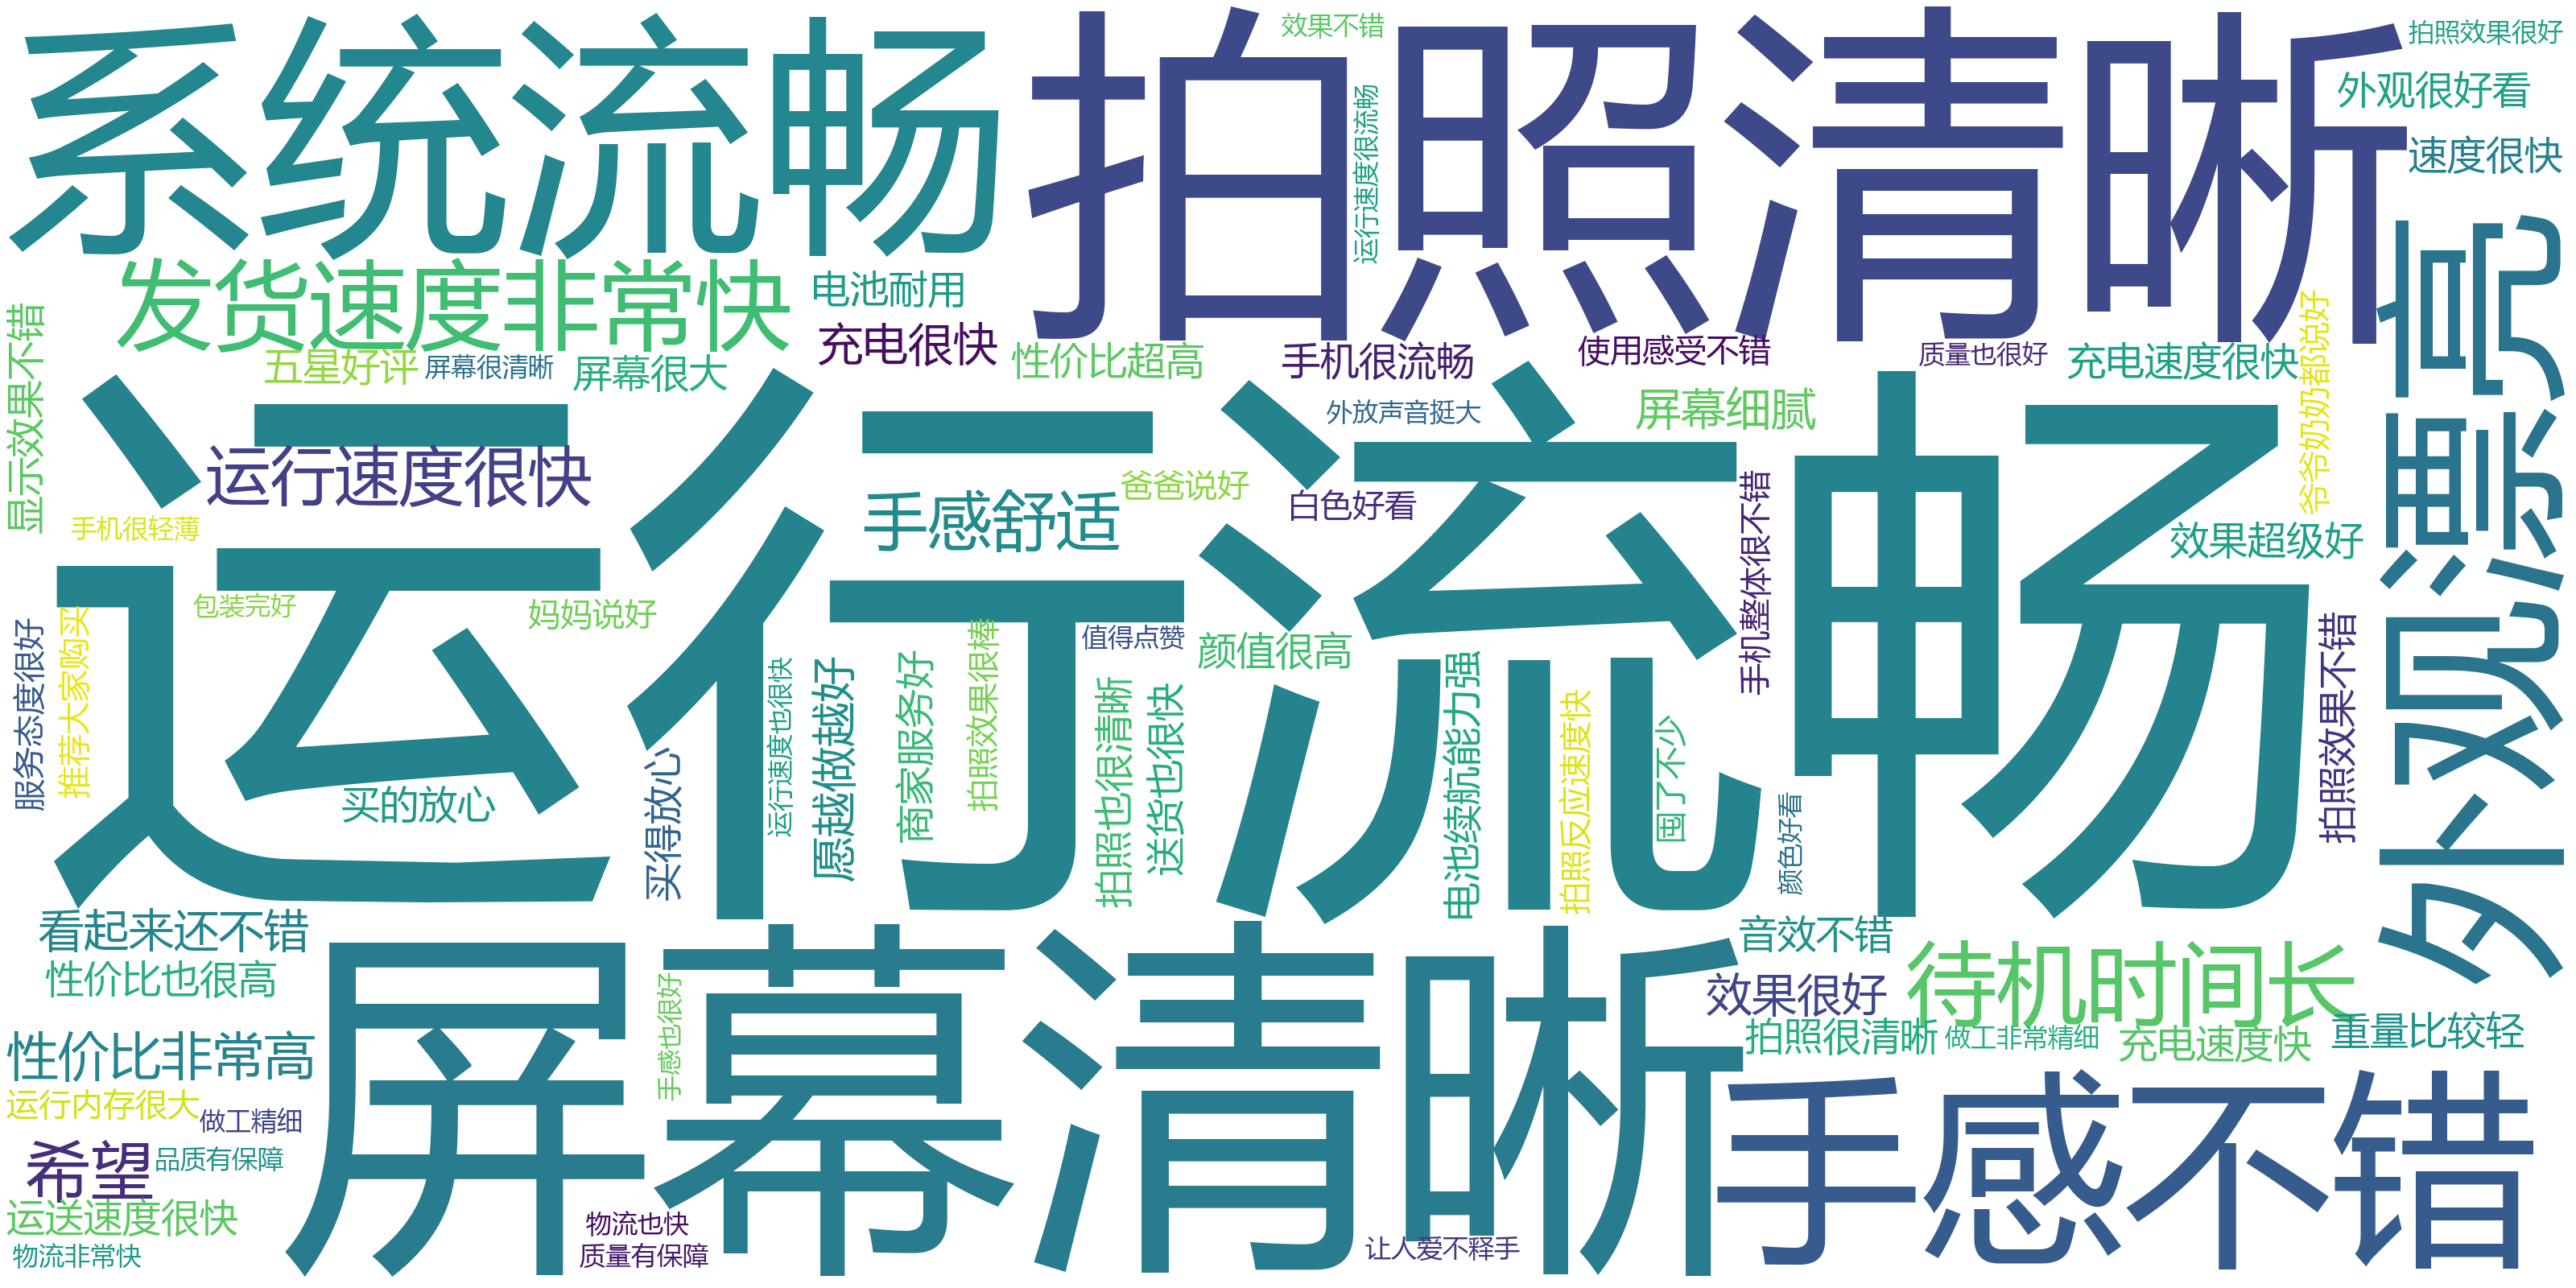 系统流畅
拍照清晰
效果不错
拍照效果很好
外观很好看
速度很快
运行速度很流畅
发货速度非常快
电池耐用
充电很快
显示效果不错
五星好评
屏幕很清晰
屏幕很大
性价比超高
手机很流畅
使用感受不错
质量也很好
充电速度很快
爷爷奶奶都说好
外观漂亮
运行流畅
外放声音挺大
屏幕细腻
运行速度很快
手感舒适
爸爸说好
白色好看
手机整体很不错
效果超级好
手机很轻薄
包装完好
妈妈说好
值得点赞
颜值很高
服务态度很好
推荐大家购买
买的放心
买得放心
运行速度也很快
愿越做越好
商家服务好
拍照效果很棒
拍照也很清晰
送货也很快
电池续航能力强
拍照反应速度快
囤了不少
颜色好看
拍照效果不错
看起来还不错
性价比也很高
屏幕清晰
音效不错
效果很好
待机时间长
拍照很清晰
做工非常精细
充电速度快
重量比较轻
性价比非常高
手感也很好
运行内存很大
做工精细
手感不错
希望
品质有保障
运送速度很快
物流非常快
物流也快
质量有保障
让人爱不释手